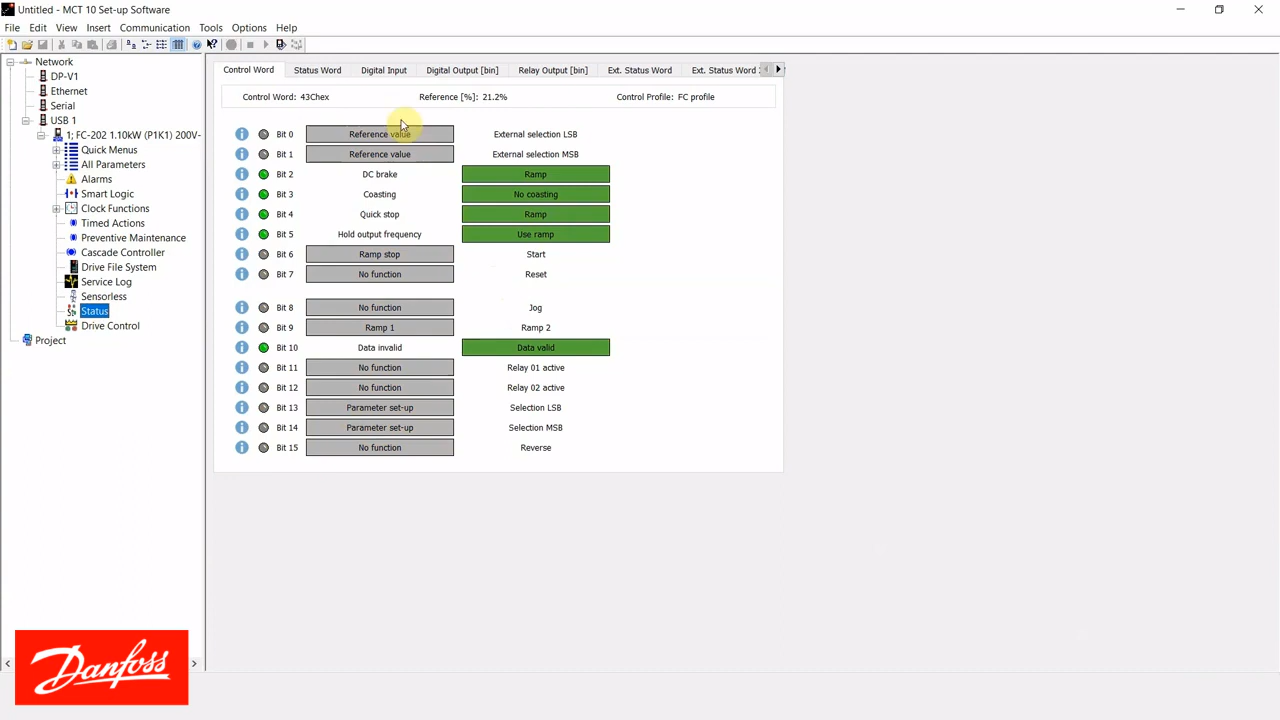 Untitled - MCT 10 Set-up Software
File Edit View Insert Communication Tools Options Help
Network
DP-V1
Ethernet
Serial
USB 1
1; FC-202 1.10kW (P1K1) 200V-
Quick Menus
All Parameters
Alarms
Smart Logic
Clock Functions
Timed Actions
Preventive Maintenance
Cascade Controller
Drive File System
Service Log
Sensorless
Status
Drive Control
Project
Control Word Status Word Digital Input Digital Output [bin] Relay Output [bin] Ext. Status Word Ext. Status Word
Control Word: 43Chex Reference [%]: 21.2% Control Profile: FC profile
Bit 0 Reference value External selection LSB
Bit 1 Reference value External selection MSB
Bit 2 DC brake Ramp
Bit 3 Coasting No coasting
Bit 4 Quick stop Ramp
Bit 5 Hold output frequency Use ramp
Bit 6 Ramp stop Start
Bit 7 No function Reset
Bit 8 No function Jog
Bit 9 Ramp 1 Ramp 2
Bit 10 Data invalid Data valid
Bit 11 No function Relay 01 active
Bit 12 No function Relay 02 active
Bit 13 Parameter set-up Selection LSB
Bit 14 Parameter set-up Selection MSB
Bit 15 No function Reverse
Danfoss